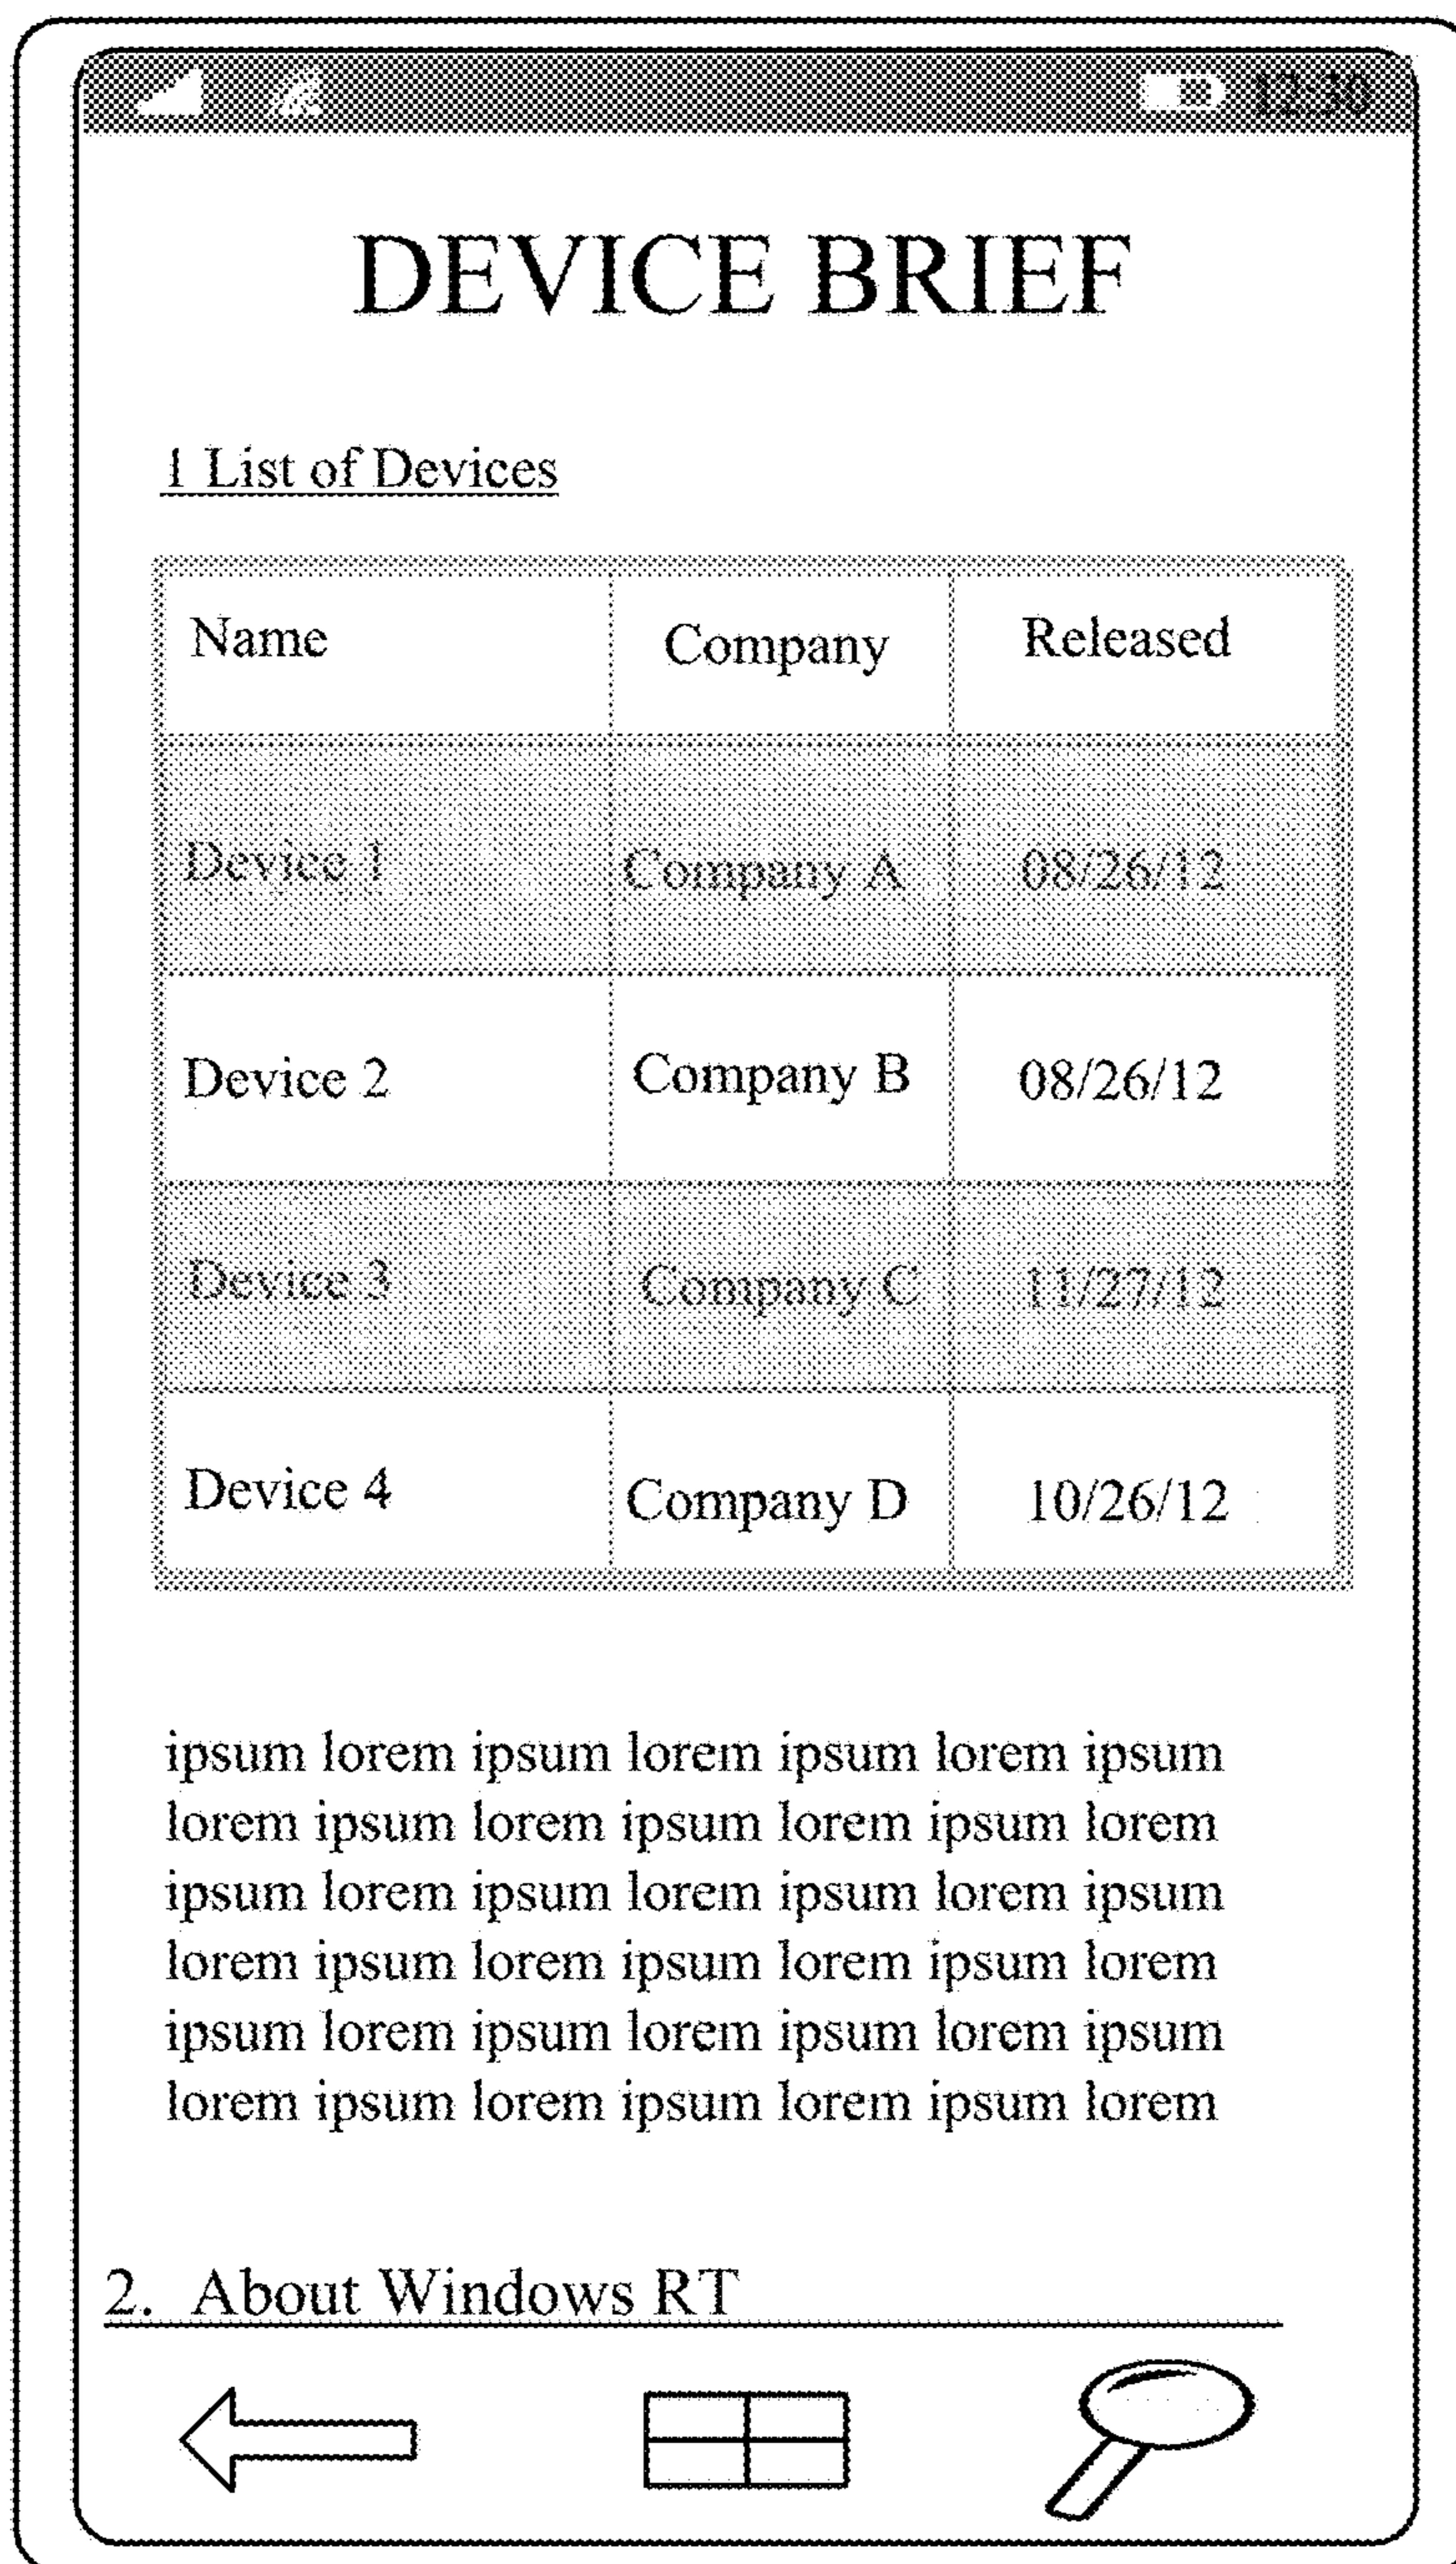 12:30
DEVICE BRIEF
1 List of Devices
Name Company Released
Device 1 Company A 08/26/12
Device 2 Company B 08/26/12
Device 3 Company C 11/27/12
Device 4 Company D 10/26/12
ipsum lorem ipsum lorem ipsum lorem ipsum
lorem ipsum lorem ipsum lorem ipsum lorem
ipsum lorem ipsum lorem ipsum lorem ipsum
lorem ipsum lorem ipsum lorem ipsum lorem
ipsum lorem ipsum lorem ipsum lorem ipsum
lorem ipsum lorem ipsum lorem ipsum lorem
2. About Windows RT